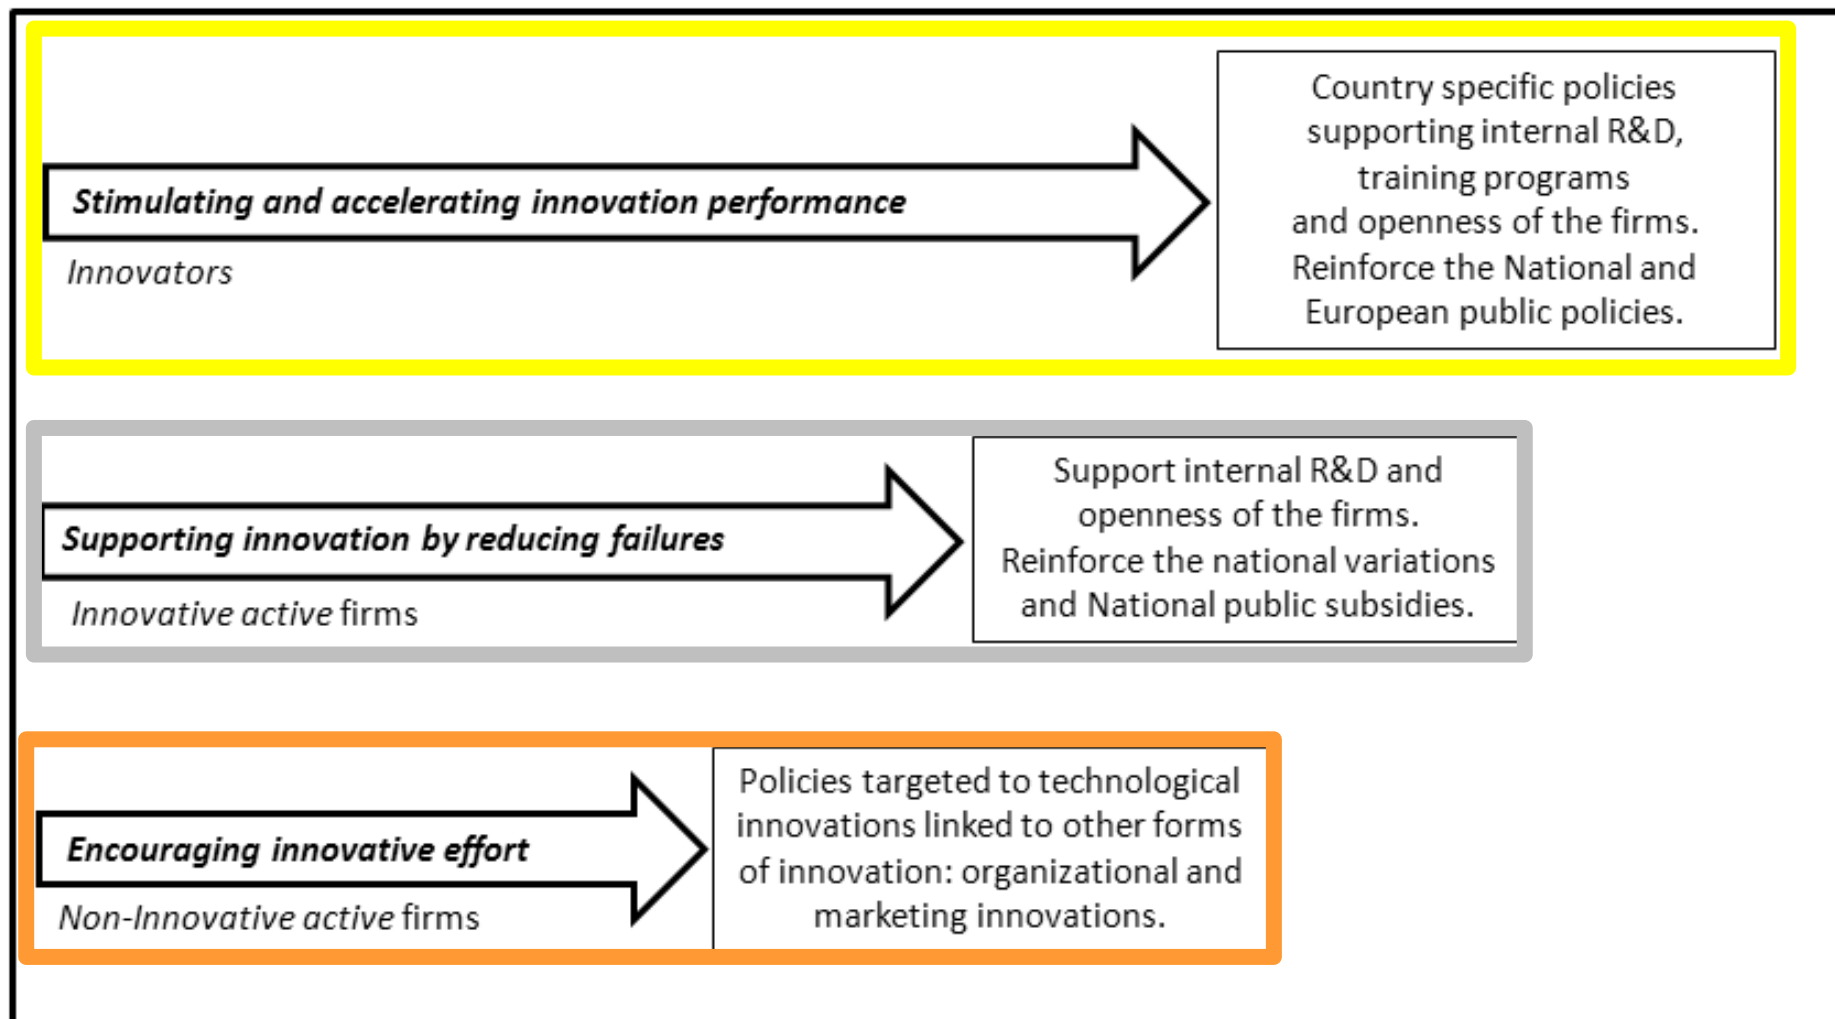 Country specific policies
supporting internal R&D,
training programs
and openness of the firms.
Reinforce the National and
European public policies.
Stimulating and accelerating innovation performance
Innovators
Support internal R&D and
openness of the firms.
Reinforce the national variations
and National public subsidies.
Supporting innovation by reducing failures
Innovative active firms
Policies targeted to technological
innovations linked to other forms
of innovation: organizational and
marketing innovations.
Encouraging innovative effort
Non-Innovative active firms